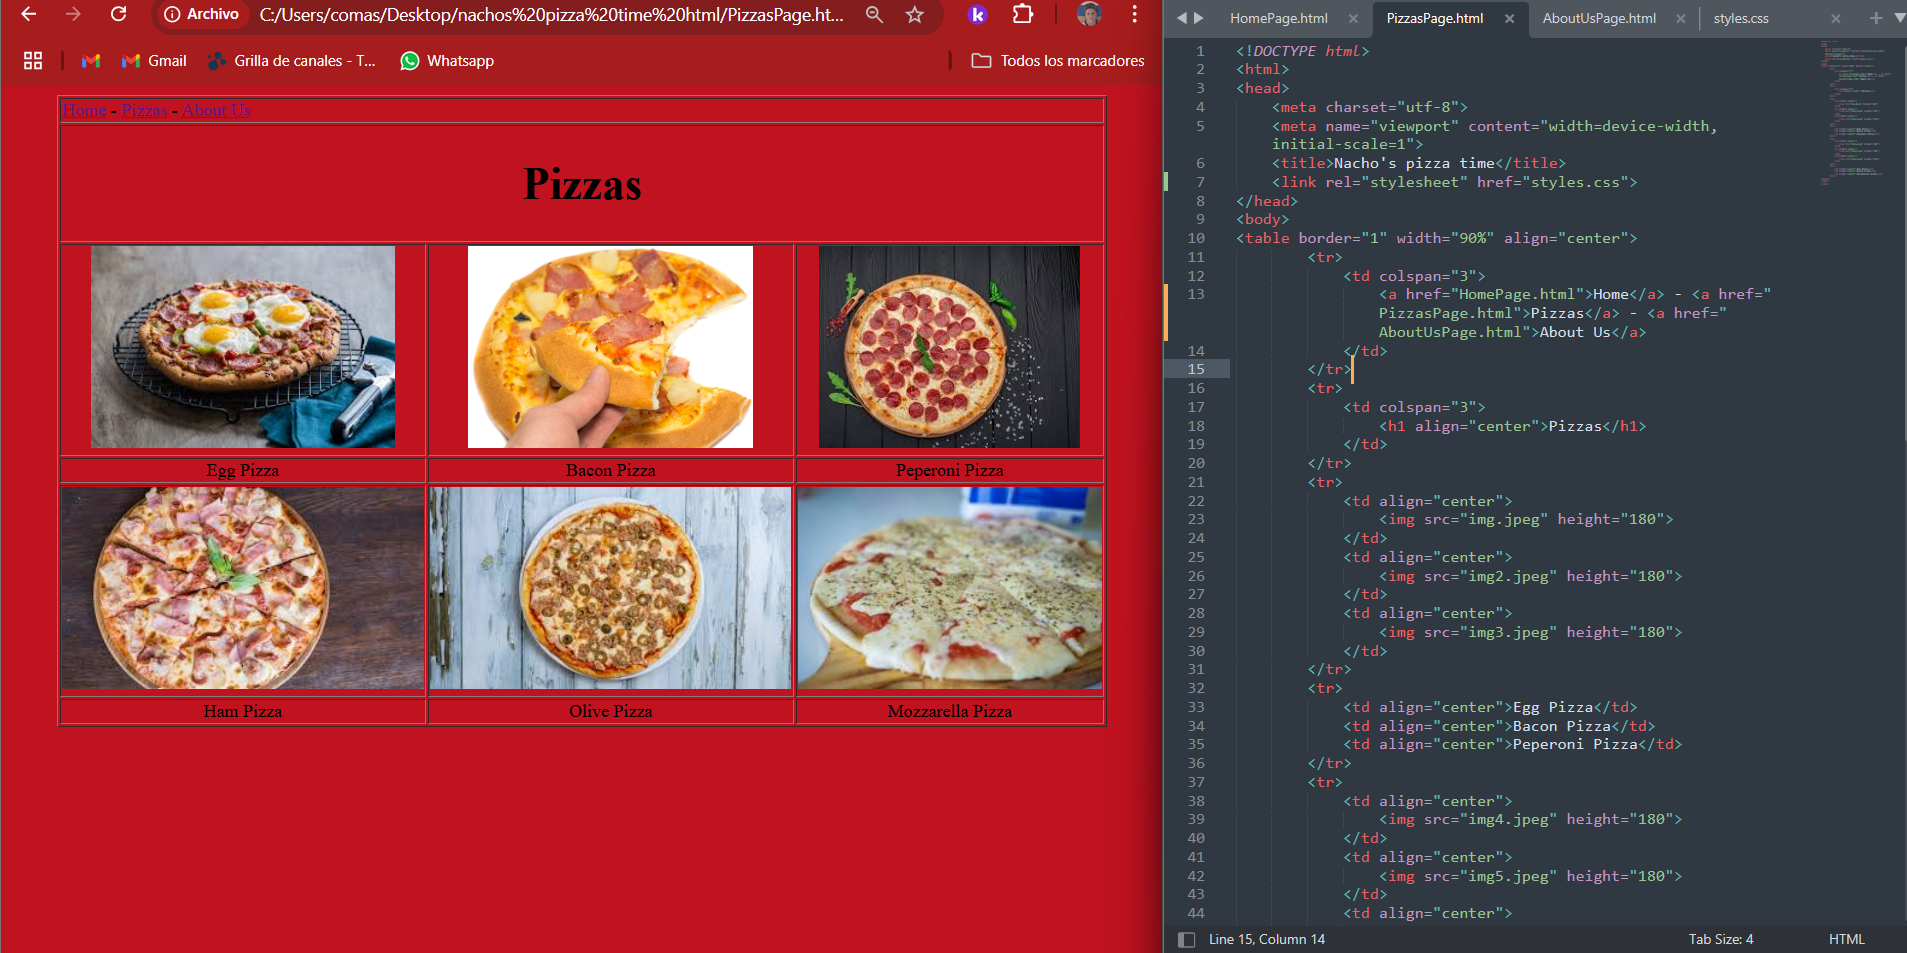 Archivo C:/Users/comas/Desktop/nachos%20pizza%20time%20html/PizzasPage.ht...
k
Gmail Grilla de canales - T... Whatsapp Todos los marcadores
Home - Pizzas - About Us
Pizzas
Egg Pizza Bacon Pizza Peperoni Pizza
Ham Pizza Olive Pizza Mozzarella Pizza
HomePage.html PizzasPage.html AboutUsPage.html styles.css
1 <!DOCTYPE html>
2 <html>
3 <head>
4 <meta charset="utf-8">
5 <meta name="viewport" content="width=device-width,
initial-scale=1">
6 <title>Nacho's pizza time</title>
7 <link rel="stylesheet" href="styles.css">
8 </head>
9 <body>
10 <table border="1" width="90%" align="center">
11 <tr>
12 <td colspan="3">
13 <a href="HomePage.html">Home</a> - <a href="
PizzasPage.html">Pizzas</a> - <a href="
AboutUsPage.html">About Us</a>
14 </td>
15 </tr>
16 <tr>
17 <td colspan="3">
18 <h1 align="center">Pizzas</h1>
19 </td>
20 </tr>
21 <tr>
22 <td align="center">
23 <img src="img.jpeg" height="180">
24 </td>
25 <td align="center">
26 <img src="img2.jpeg" height="180">
27 </td>
28 <td align="center">
29 <img src="img3.jpeg" height="180">
30 </td>
31 </tr>
32 <tr>
33 <td align="center">Egg Pizza</td>
34 <td align="center">Bacon Pizza</td>
35 <td align="center">Peperoni Pizza</td>
36 </tr>
37 <tr>
38 <td align="center">
39 <img src="img4.jpeg" height="180">
40 </td>
41 <td align="center">
42 <img src="img5.jpeg" height="180">
43 </td>
44 <td align="center">
Line 15, Column 14 Tab Size: 4 HTML